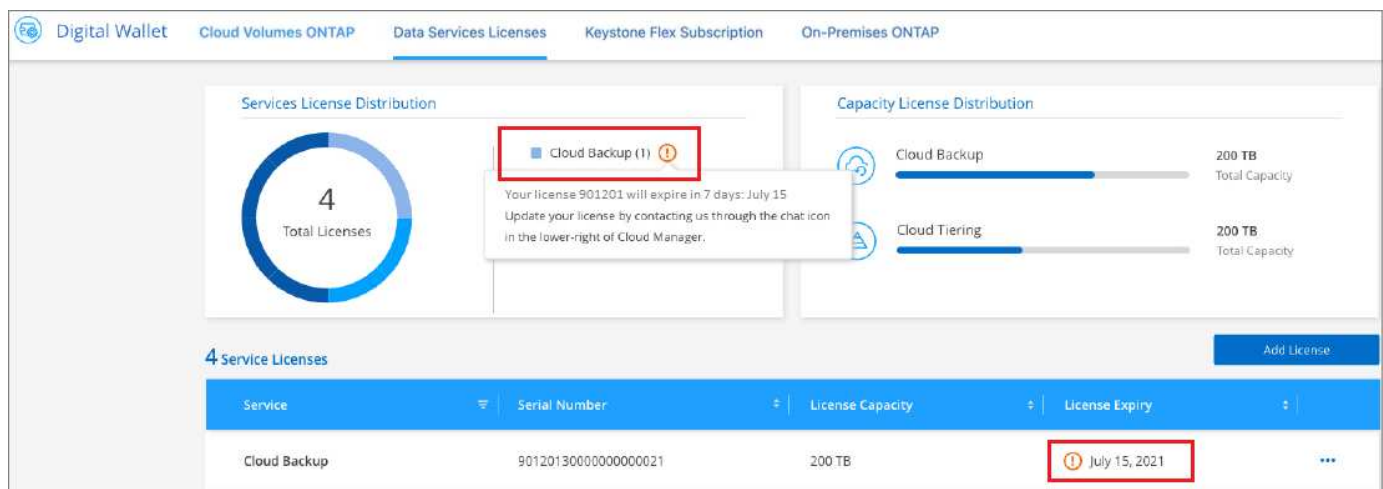 Digital Wallet Cloud Volumes ONTAP Data Services Licenses Keystone Flex Subscription On-Premises ONTAP
Services License Distribution
4
Total Licenses
Cloud Backup (1)
Your license 901201 will expire in 7 days: July 15
Update your license by contacting us through the chat icon
in the lower-right of Cloud Manager.
Capacity License Distribution
Cloud Backup
200 TB
Total Capacity
Cloud Tiering
200 TB
Total Capacity
4 Service Licenses
Add License
Service Serial Number License Capacity License Expiry
Cloud Backup 90120130000000000021 200 TB July 15, 2021